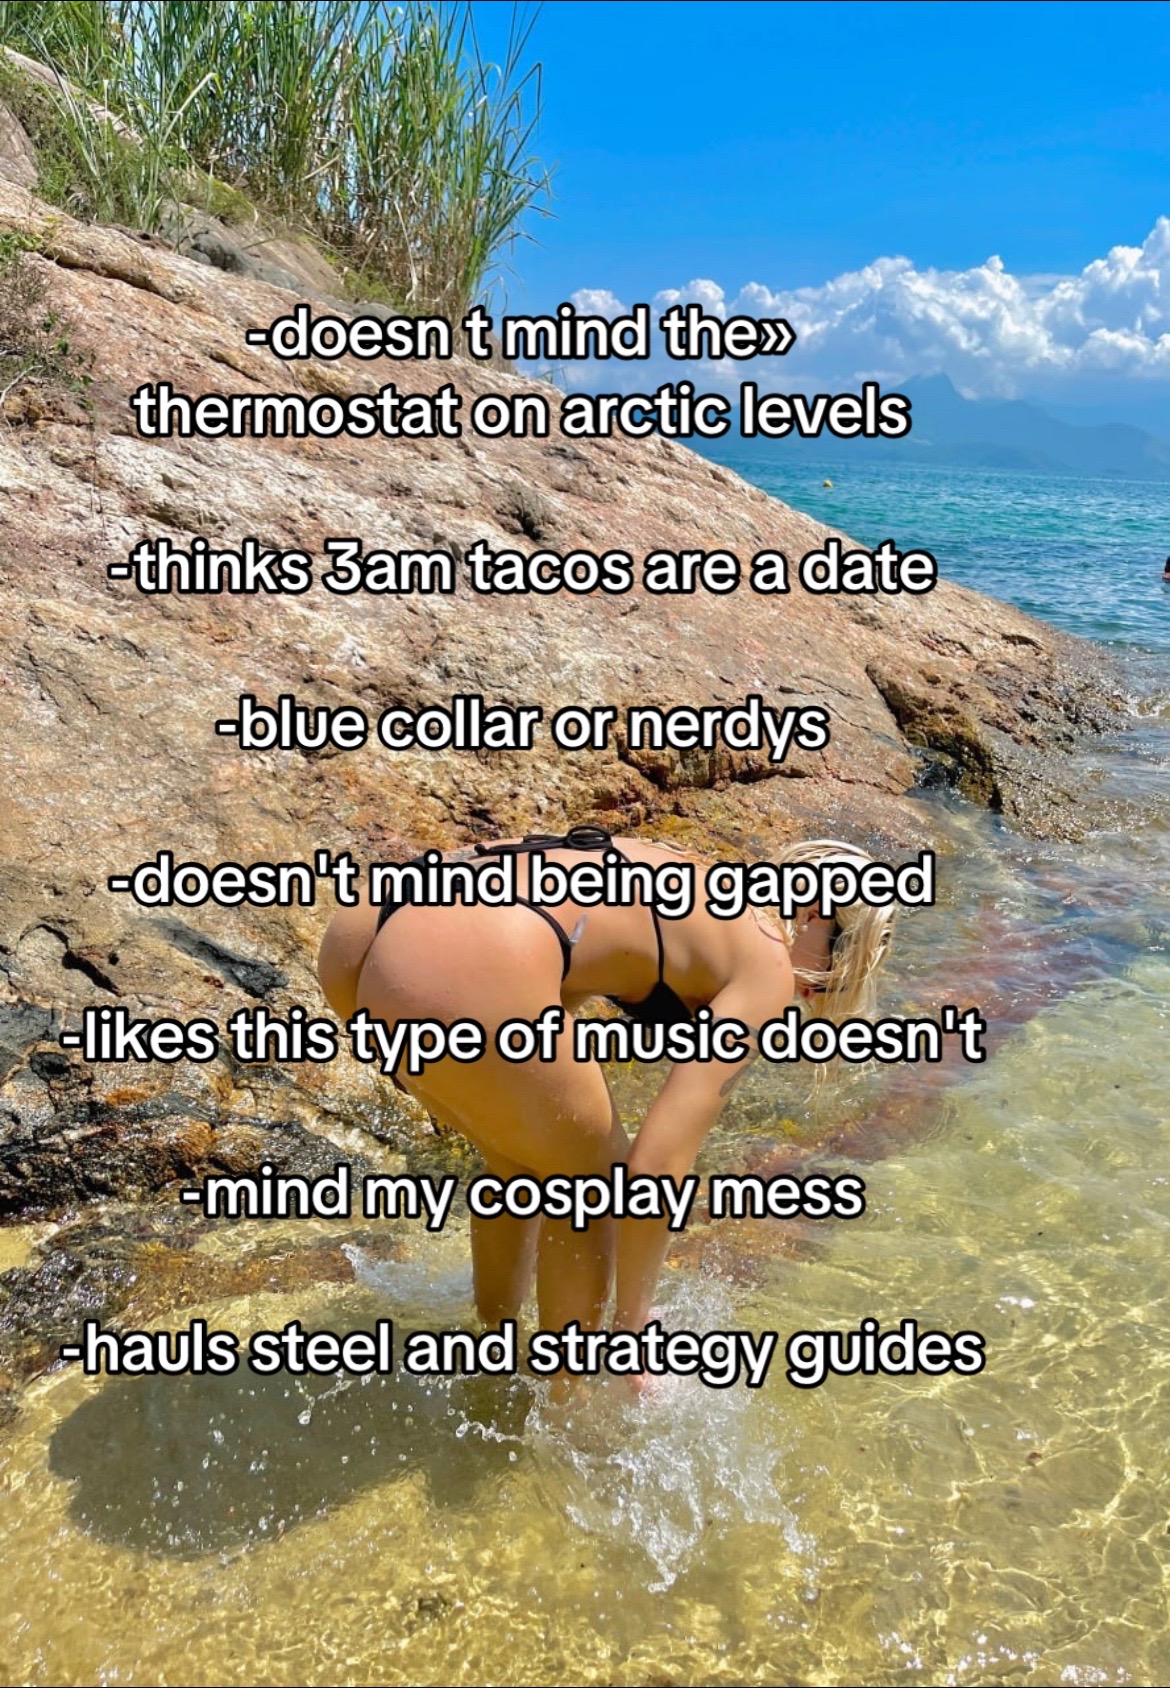 -doesn t mind the»
thermostat on arctic levels
-thinks 3am tacos are a date
-blue collar or nerdys
-doesn't mind being gapped
-likes this type of music doesn't
-mind my cosplay mess
-hauls steel and strategy guides